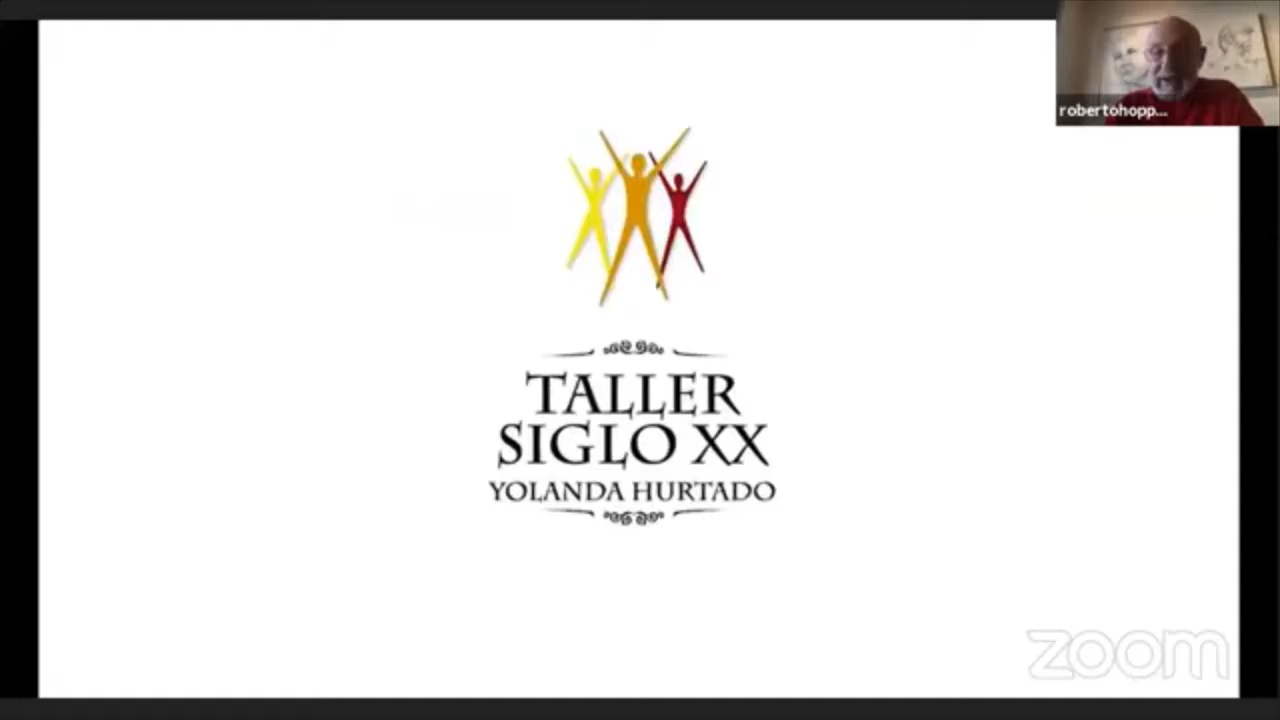 robertohopp...
TALLER
SIGLO XX
YOLANDA HURTADO
zoom